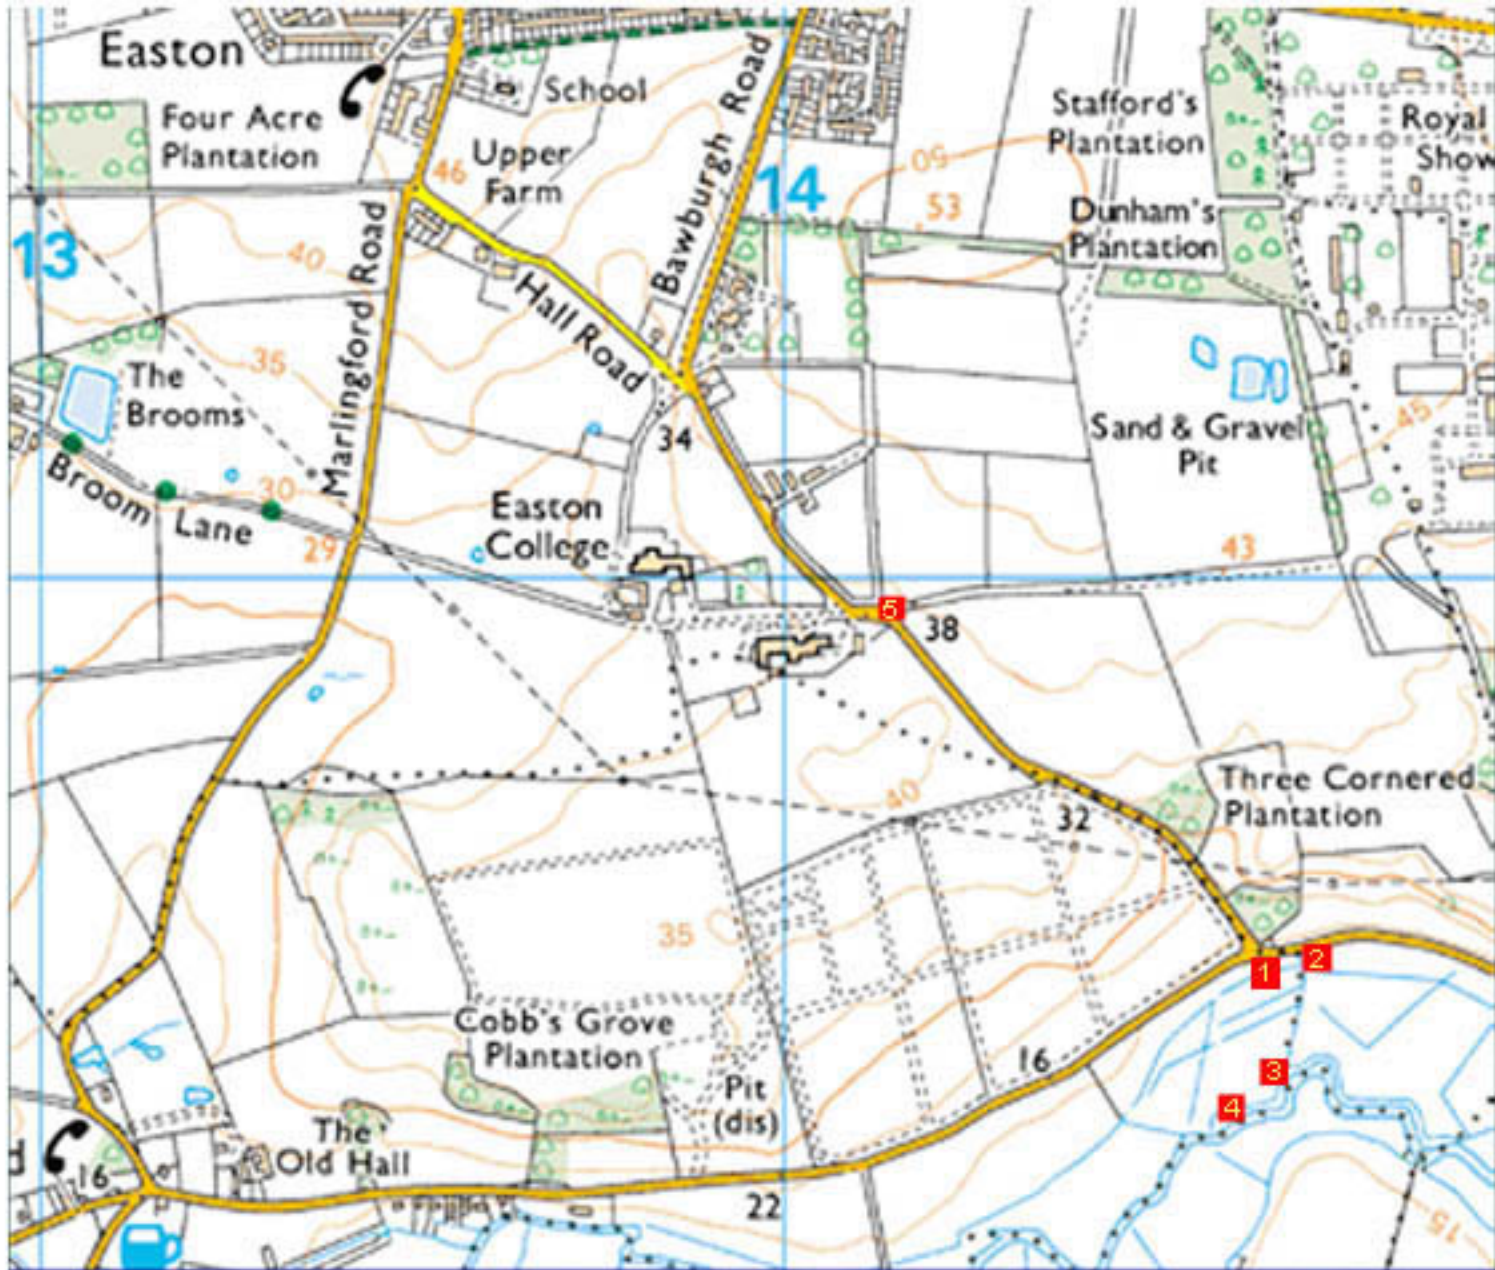 Easton
School
Four Acre
Plantation
Upper
Farm
46
Bawburgh Road
14
50
53
Stafford's
Plantation
Royal
Show
Dunham's
Plantation
13
40
Marlingford Road
Hall Road
35
The
Brooms
34
Sand & Gravel
Pit
45
Broom Lane
30
29
Easton
College
43
5
38
40
32
Three Cornered
Plantation
35
1
2
Cobb's Grove
Plantation
16
3
4
Pit
(dis)
The
Old Hall
d
16
22
15